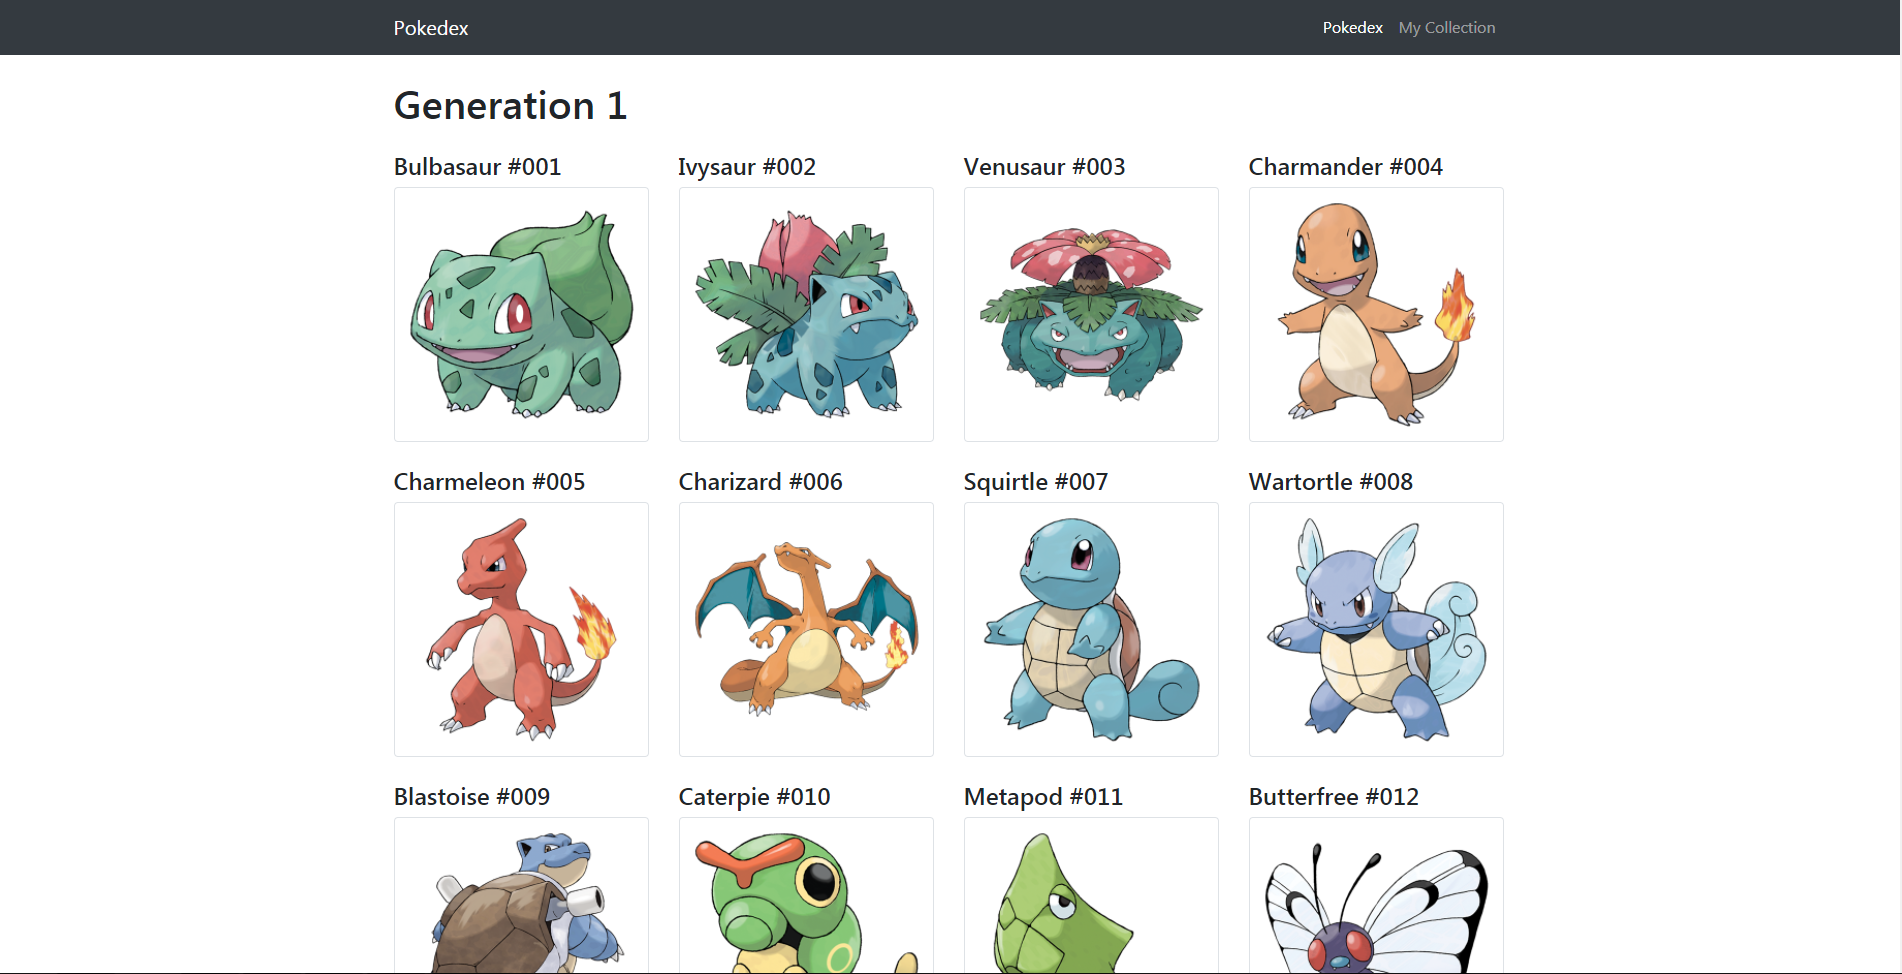 Pokedex
Pokedex My Collection
Generation 1
Bulbasaur #001
Ivysaur #002
Venusaur #003
Charmander #004
Charmeleon #005
Charizard #006
Squirtle #007
Wartortle #008
Blastoise #009
Caterpie #010
Metapod #011
Butterfree #012